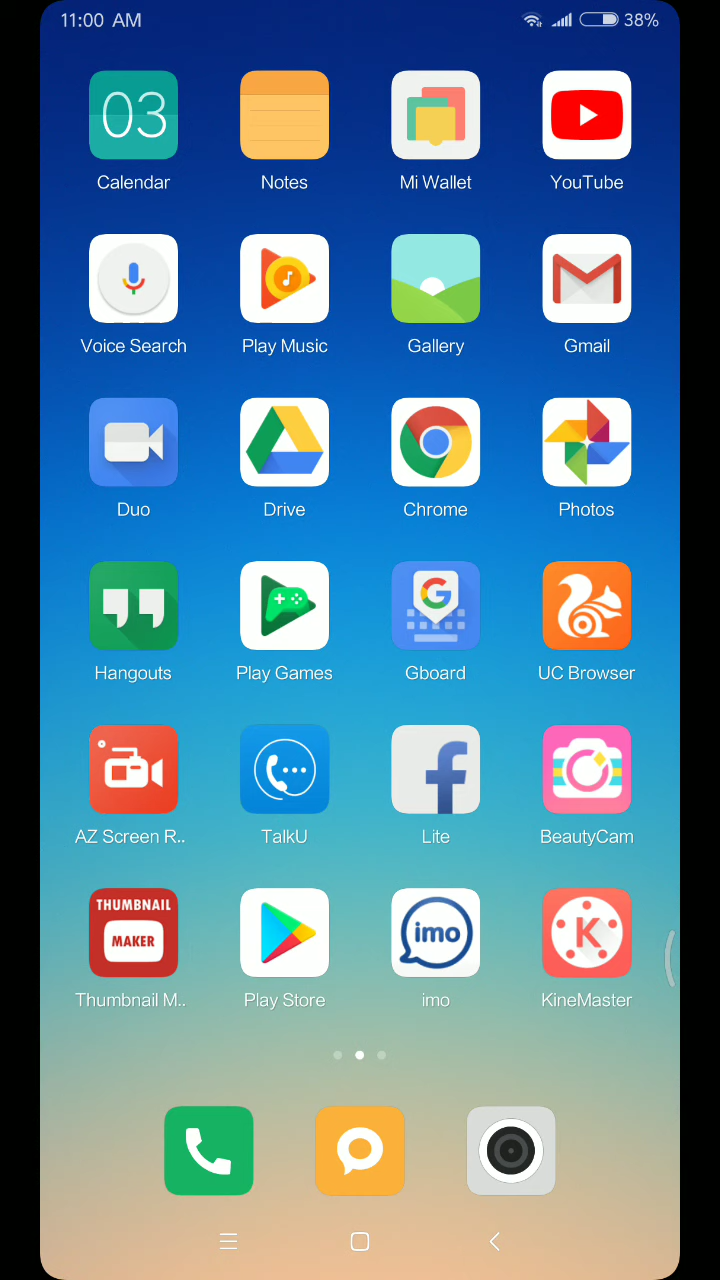 11:00 AM 38%
03
Calendar Notes Mi Wallet YouTube
Voice Search Play Music Gallery Gmail
Duo Drive Chrome Photos
G
Hangouts Play Games Gboard UC Browser
f
AZ Screen R.. TalkU Lite BeautyCam
THUMBNAIL
MAKER imo K
Thumbnail M.. Play Store imo KineMaster